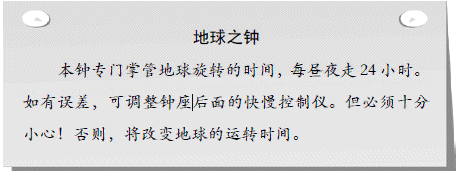 地球之钟
本钟专门掌管地球旋转的时间，每昼夜走 24 小时。
如有误差，可调整钟座后面的快慢控制仪。但必须十分
小心！否则，将改变地球的运转时间。